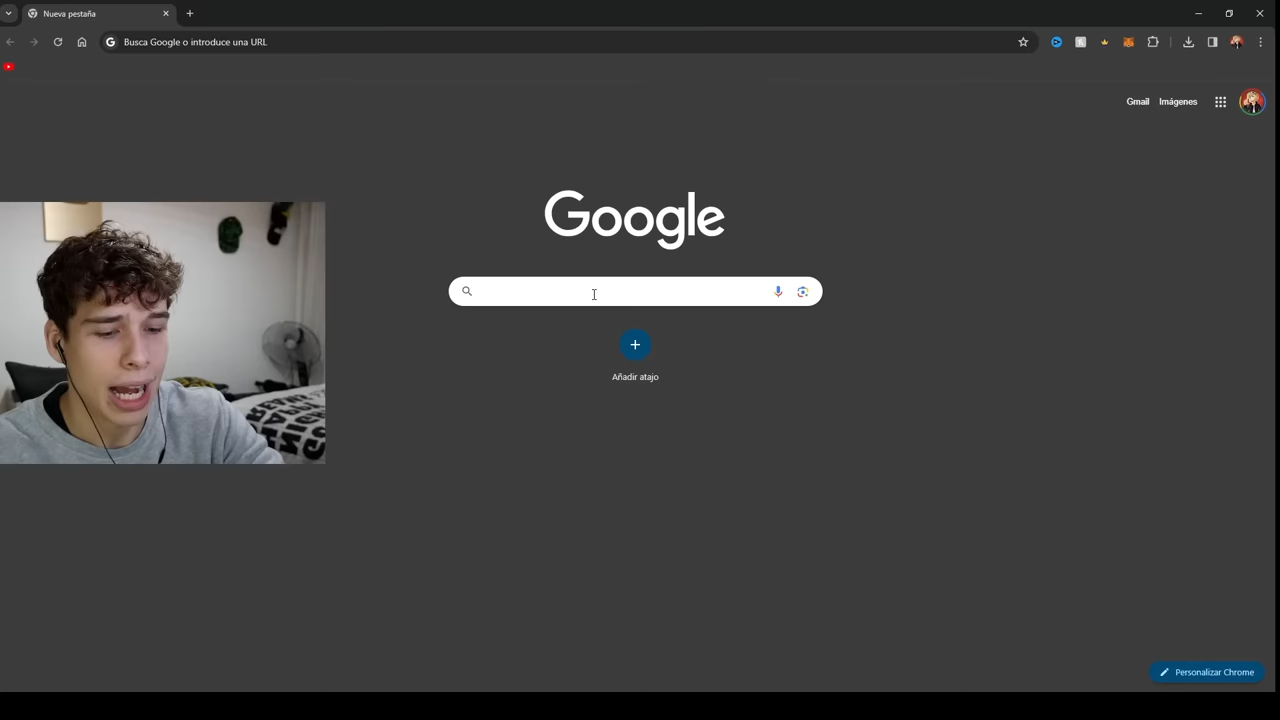 Nueva pestaña
Busca Google o introduce una URL
Gmail Imágenes
Google
Añadir atajo
Personalizar Chrome